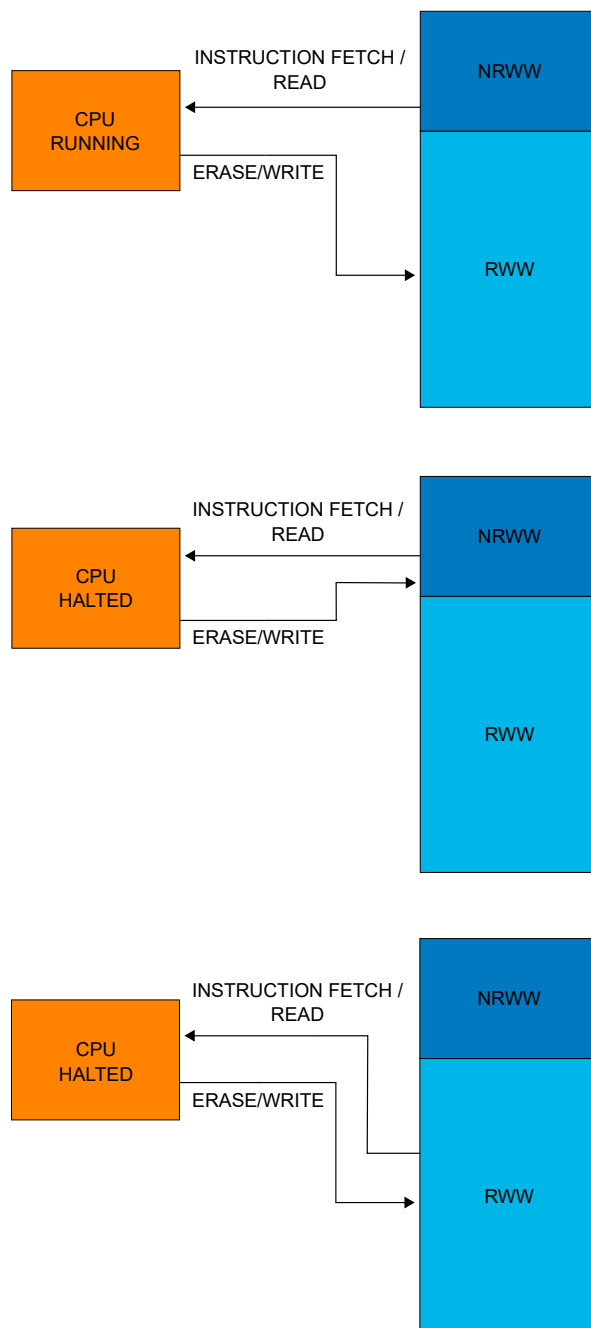 INSTRUCTION FETCH /
READ
NRWW
CPU
RUNNING
ERASE/WRITE
RWW
INSTRUCTION FETCH /
READ
NRWW
CPU
HALTED
ERASE/WRITE
RWW
INSTRUCTION FETCH /
READ
NRWW
CPU
HALTED
ERASE/WRITE
RWW